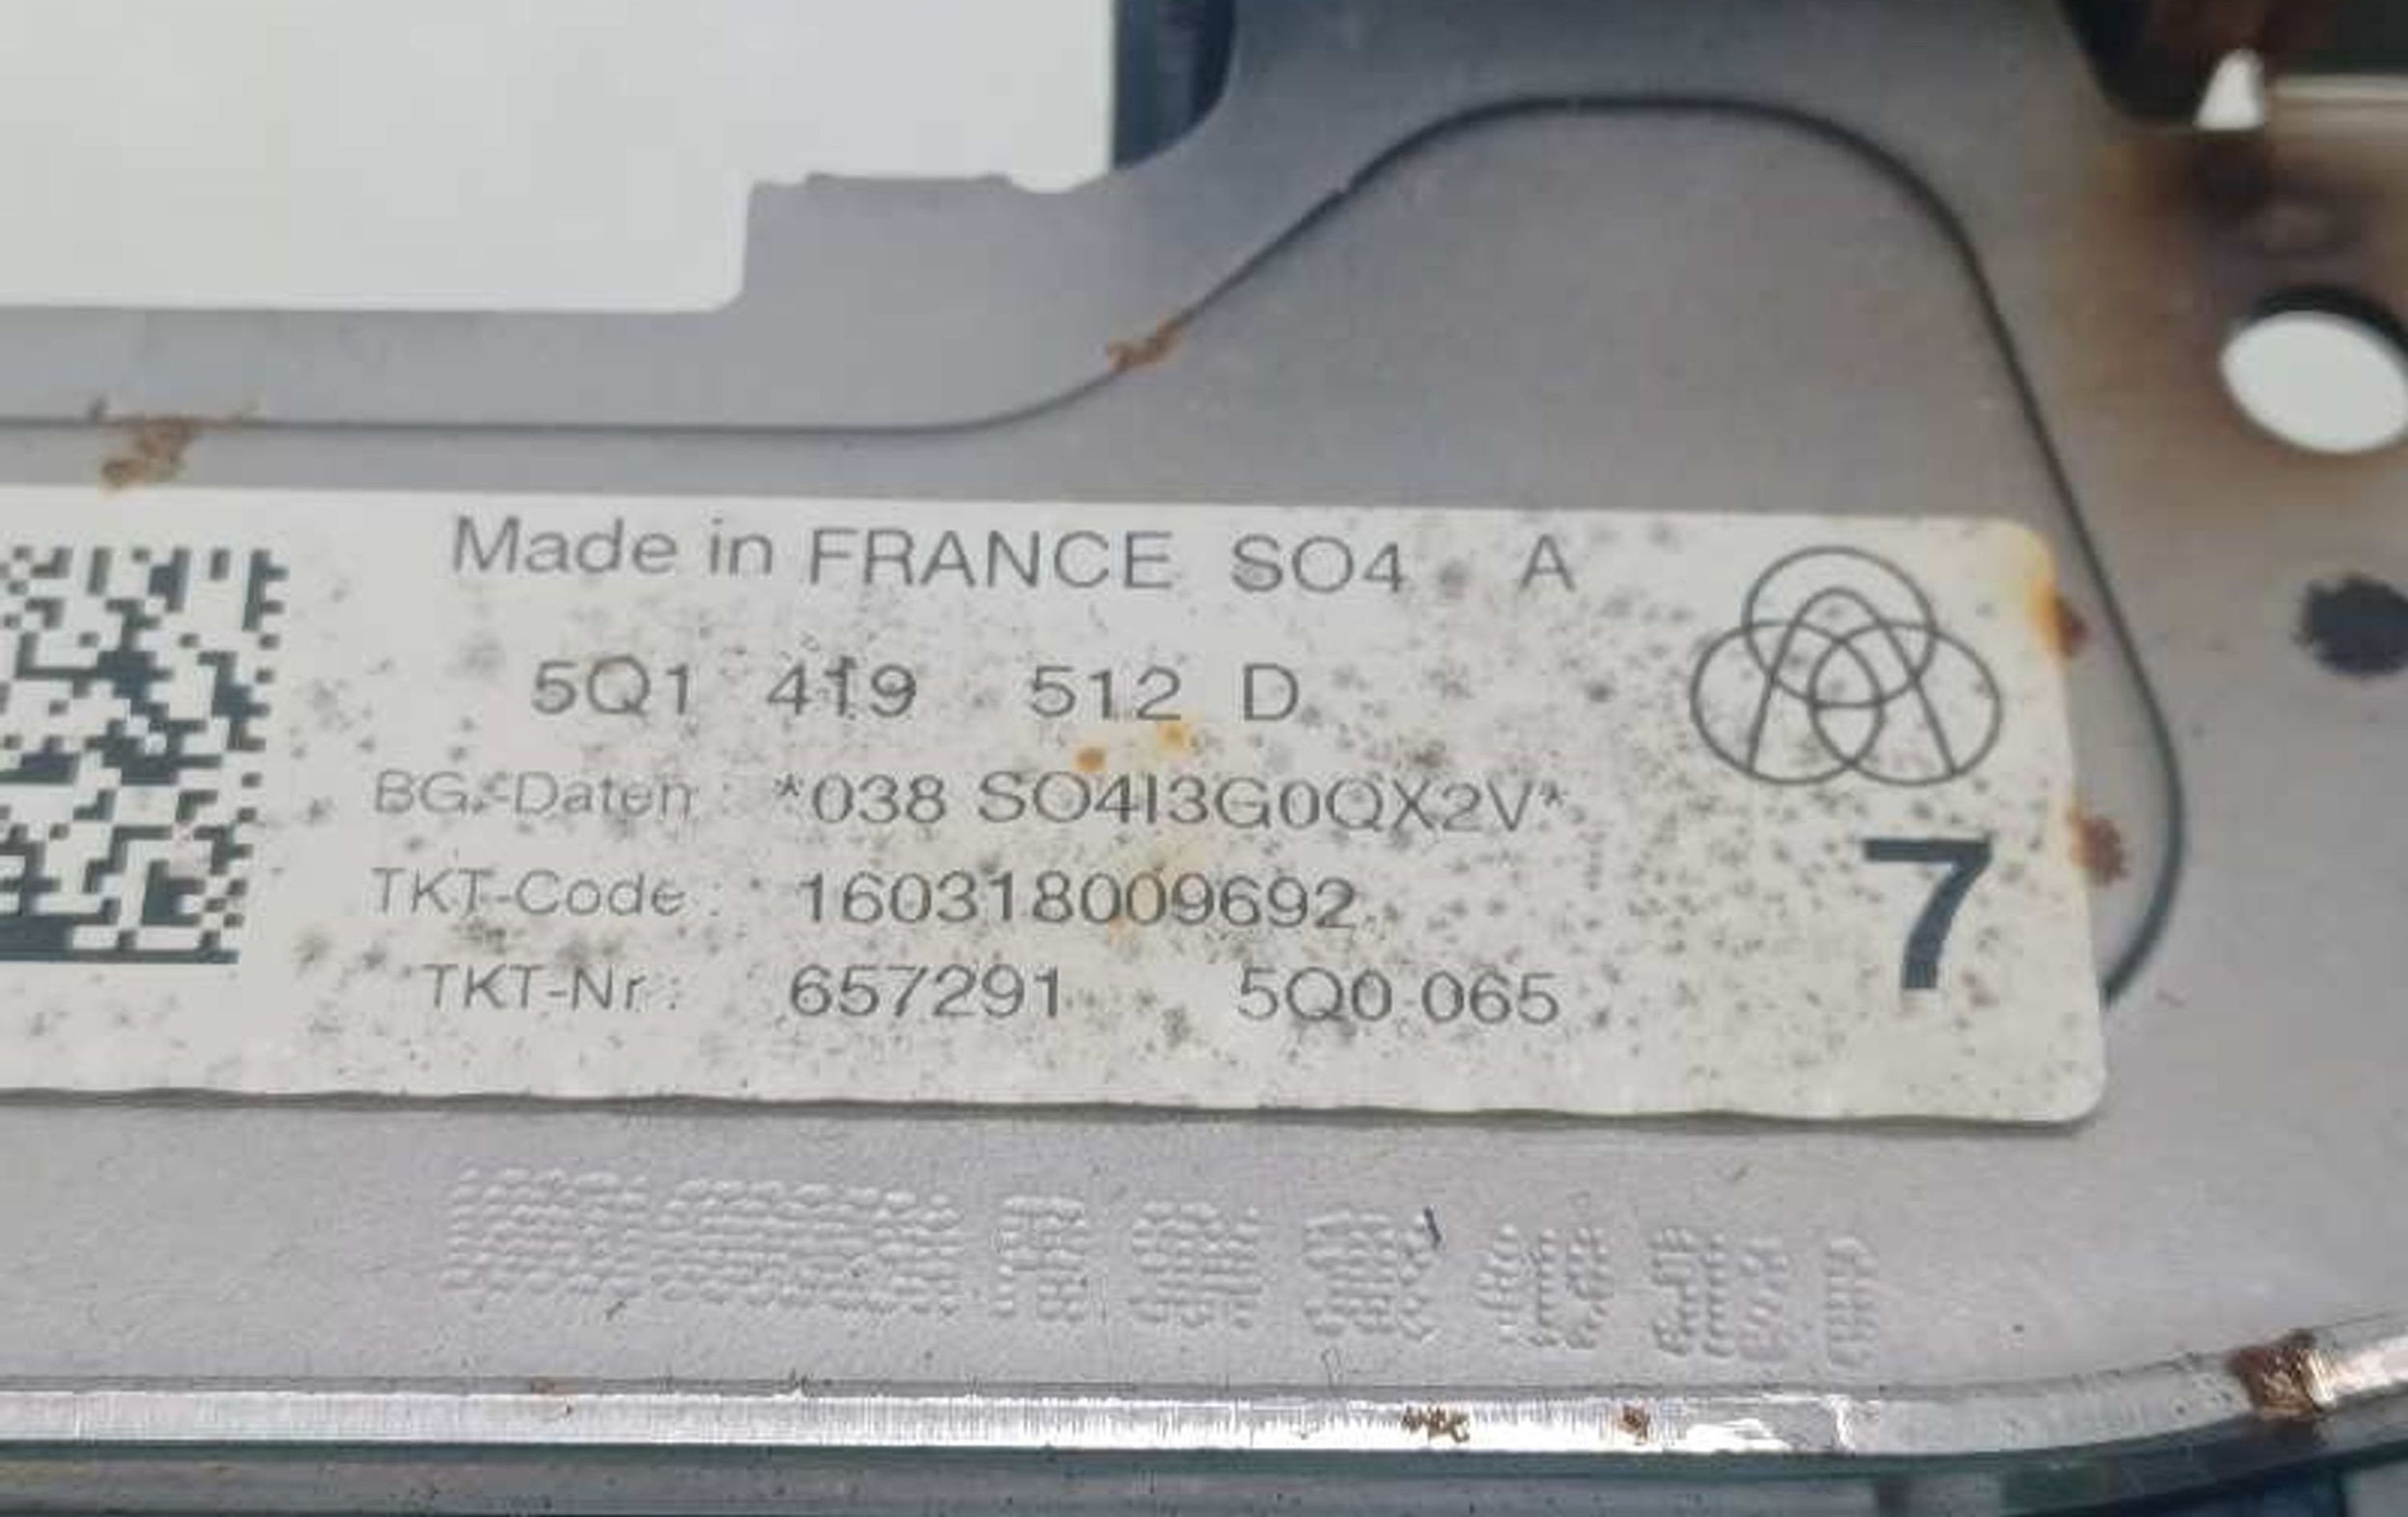 Made in FRANCE SO4 A
5Q1 419 512 D
BG.-Daten : *038 SO4I3G0QX2V*
TKT-Code : 160318009692
TKT-Nr : 657291 5Q0 065
7